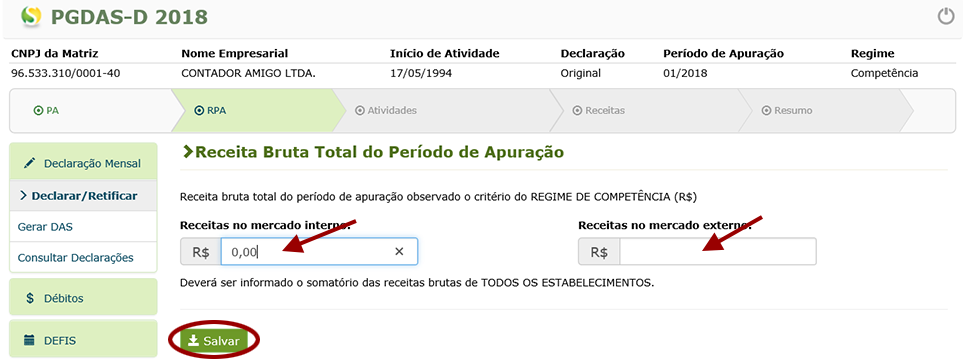 PGDAS-D 2018
CNPJ da Matriz Nome Empresarial Início de Atividade Declaração Período de Apuração Regime
96.533.310/0001-40 CONTADOR AMIGO LTDA. 17/05/1994 Original 01/2018 Competência
PA RPA Atividades Receitas Resumo
Declaração Mensal
Declarar/Retificar
Gerar DAS
Consultar Declarações
$ Débitos
DEFIS
Receita Bruta Total do Período de Apuração
Receita bruta total do período de apuração observado o critério do REGIME DE COMPETÊNCIA (R$)
Receitas no mercado interno: Receitas no mercado externo:
R$ 0,00 × R$
Deverá ser informado o somatório das receitas brutas de TODOS OS ESTABELECIMENTOS.
Salvar